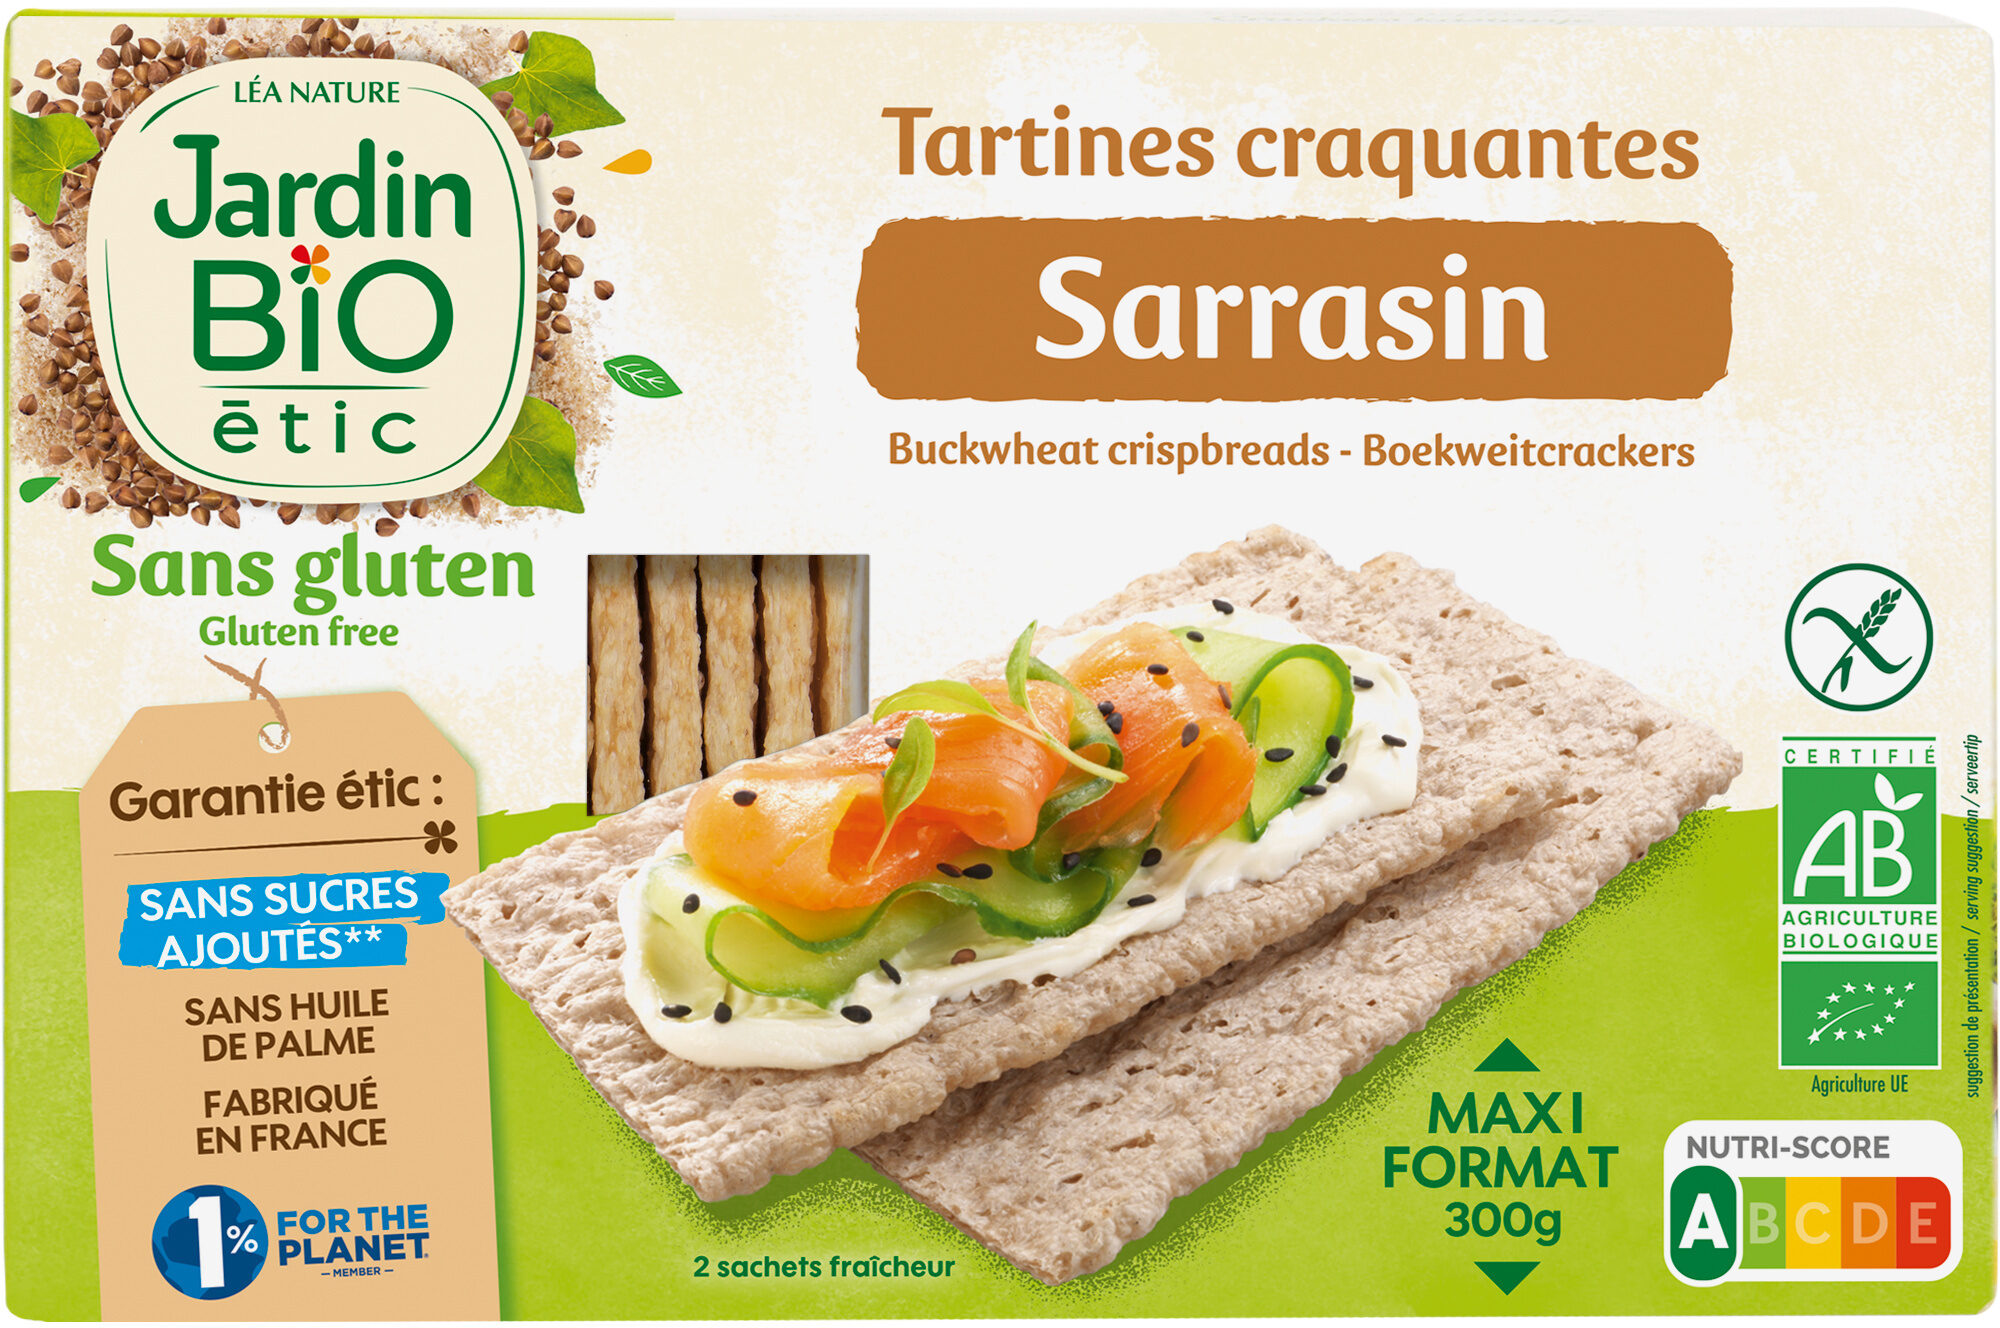 LÉA NATURE
Jardin
BiO
ētic
Sans gluten
Gluten free
Garantie étic :
SANS SUCRES
AJOUTÉS**
SANS HUILE
DE PALME
FABRIQUÉ
EN FRANCE
1%
FOR THE
PLANET®
MEMBER
Tartines craquantes
Sarrasin
Buckwheat crispbreads - Boekweitcrackers
2 sachets fraîcheur
MAXI
FORMAT
300g
CERTIFIÉ
AB
AGRICULTURE
BIOLOGIQUE
Agriculture UE
suggestion de présentation / serving suggestion / serveertip
NUTRI-SCORE
A B C D E